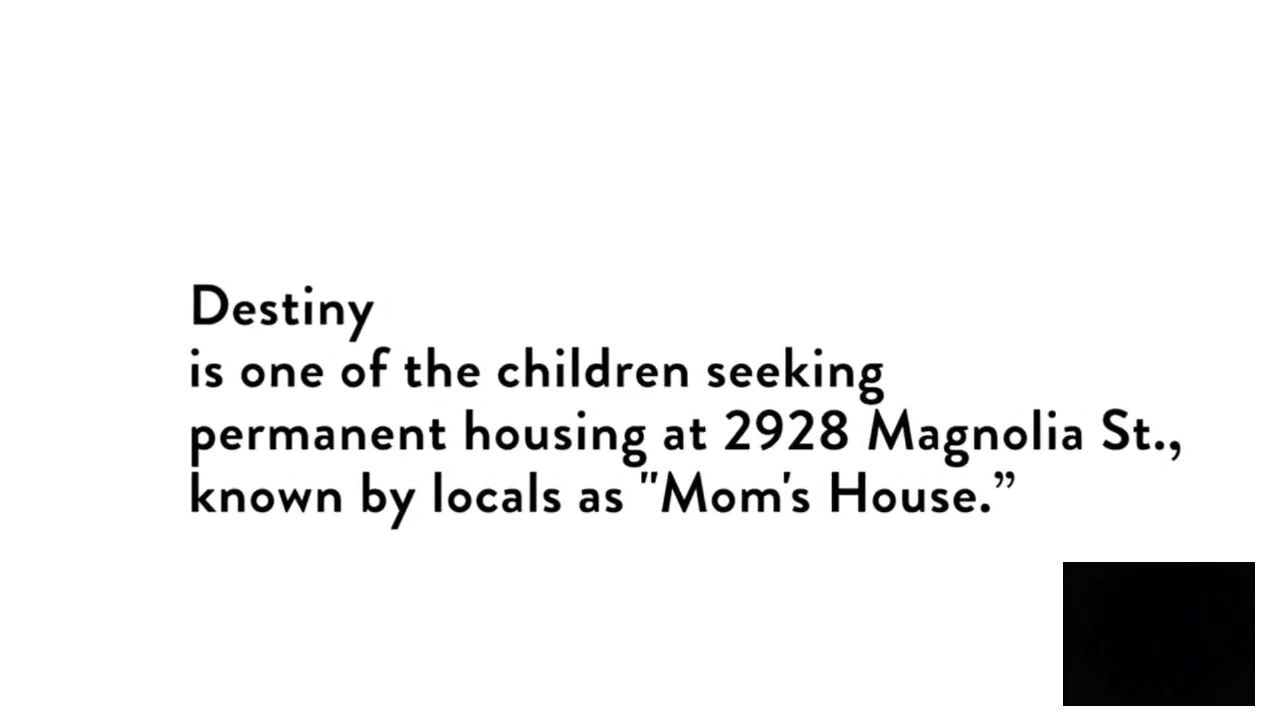 Destiny
is one of the children seeking
permanent housing at 2928 Magnolia St.,
known by locals as "Mom's House.”